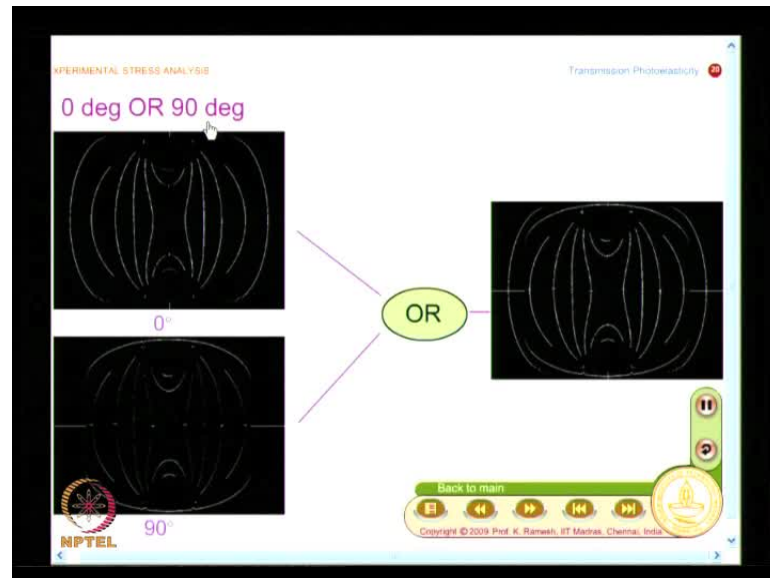 XPERIMENTAL STRESS ANALYSIS
Transmission Photoelasticity 20
0 deg OR 90 deg
0°
OR
90°
NPTEL
Back to main
Copyright © 2009 Prof. K. Ramesh, IIT Madras, Chennai, India